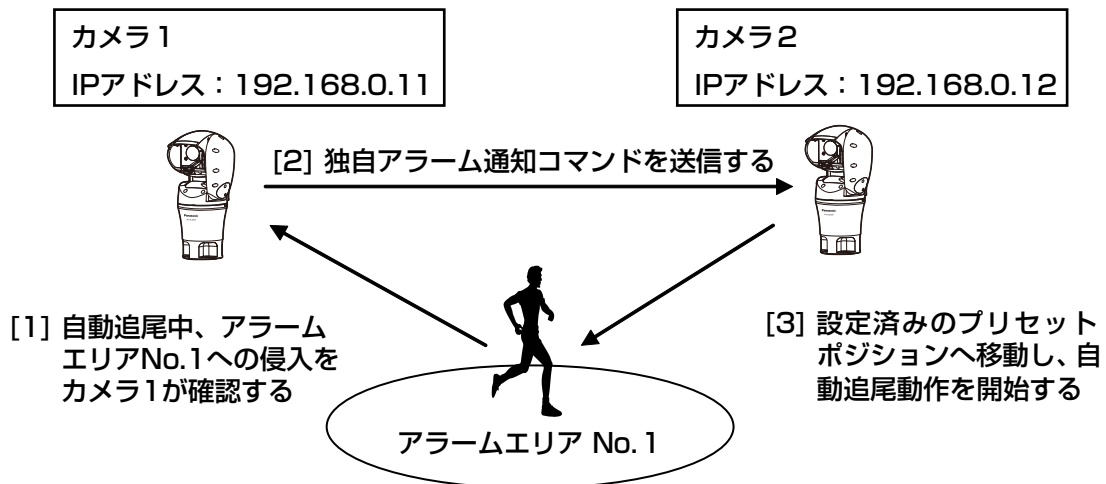 カメラ1
IPアドレス:192.168.0.11
カメラ2
IPアドレス:192.168.0.12
[2] 独自アラーム通知コマンドを送信する
Panasonic
Panasonic
[1] 自動追尾中、アラーム
エリアNo.1への侵入を
カメラ1が確認する
[3] 設定済みのプリセット
ポジションへ移動し、自
動追尾動作を開始する
アラームエリア No.1